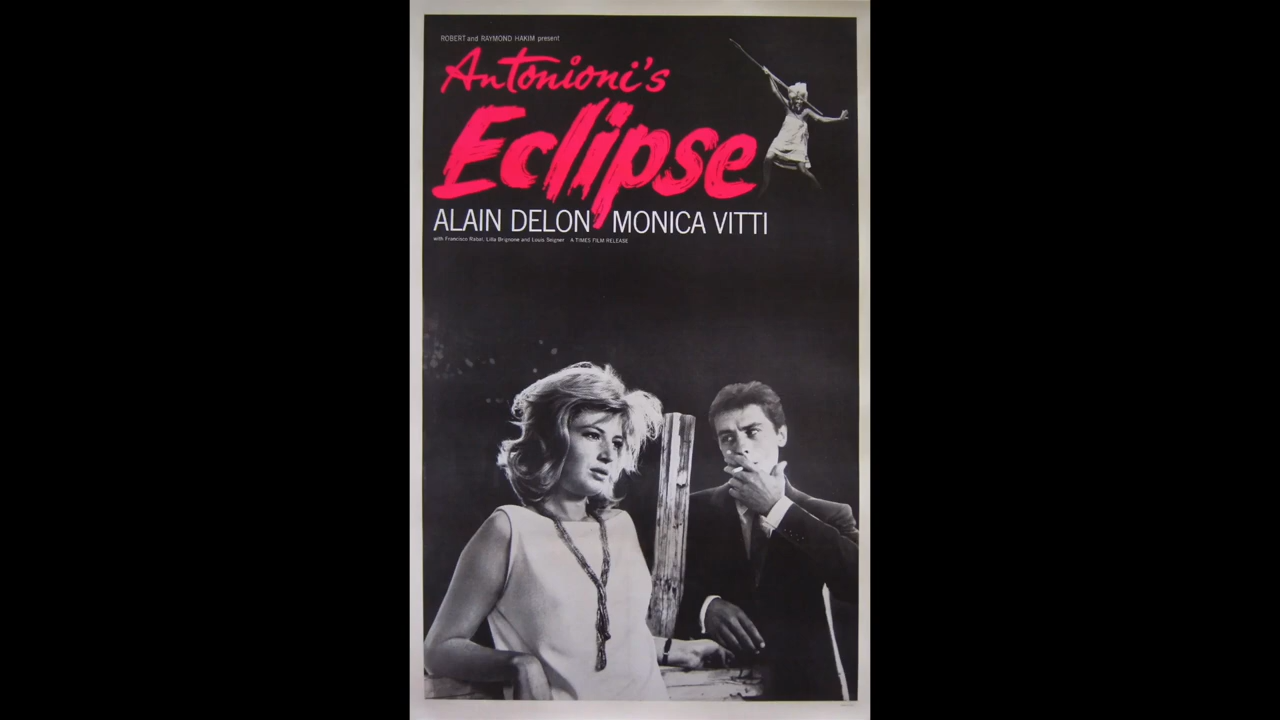 ROBERT and RAYMOND HAKIM present
Antonioni's
Eclipse
ALAIN DELON MONICA VITTI
with Francisco Rabal, Lilla Brignone and Louis Seigner A TIMES FILM RELEASE